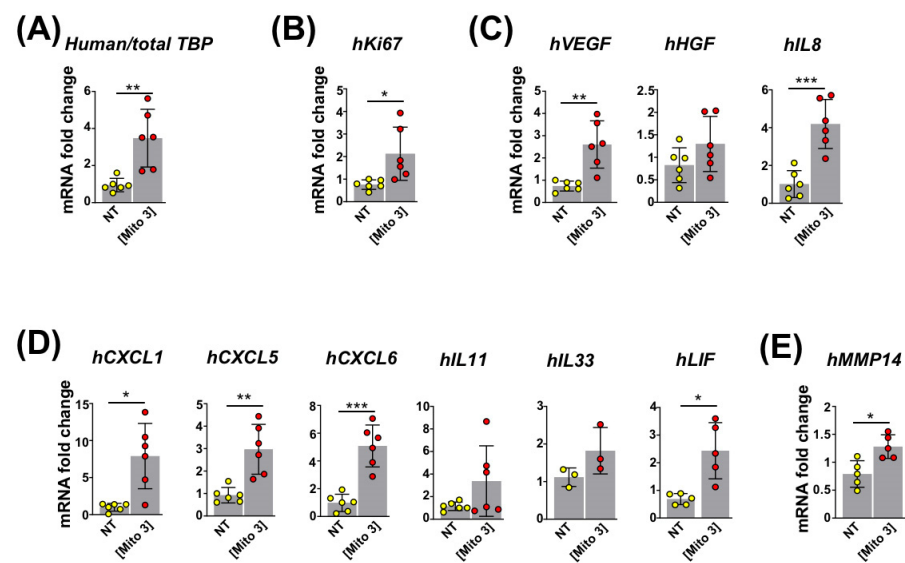 (A) Human/total TBP
(B) hKi67
(C) hVEGF hHGF hIL8
mRNA fold change
6
4
2
0
**
NT
[Mito 3]
mRNA fold change
5
4
3
2
1
0
*
NT
[Mito 3]
mRNA fold change
5
4
3
2
1
0
**
NT
[Mito 3]
2.5
2.0
1.5
1.0
0.5
0
NT
[Mito 3]
6
4
2
0
***
NT
[Mito 3]
(D) hCXCL1 hCXCL5 hCXCL6 hIL11 hIL33 hLIF
(E) hMMP14
mRNA fold change
15
10
5
0
*
NT
[Mito 3]
5
4
3
2
1
0
**
NT
[Mito 3]
8
6
4
2
0
***
NT
[Mito 3]
10
8
6
4
2
0
NT
[Mito 3]
3
2
1
0
NT
[Mito 3]
4
3
2
1
0
*
NT
[Mito 3]
mRNA fold change
2
1.5
1
0.5
0
*
NT
[Mito 3]